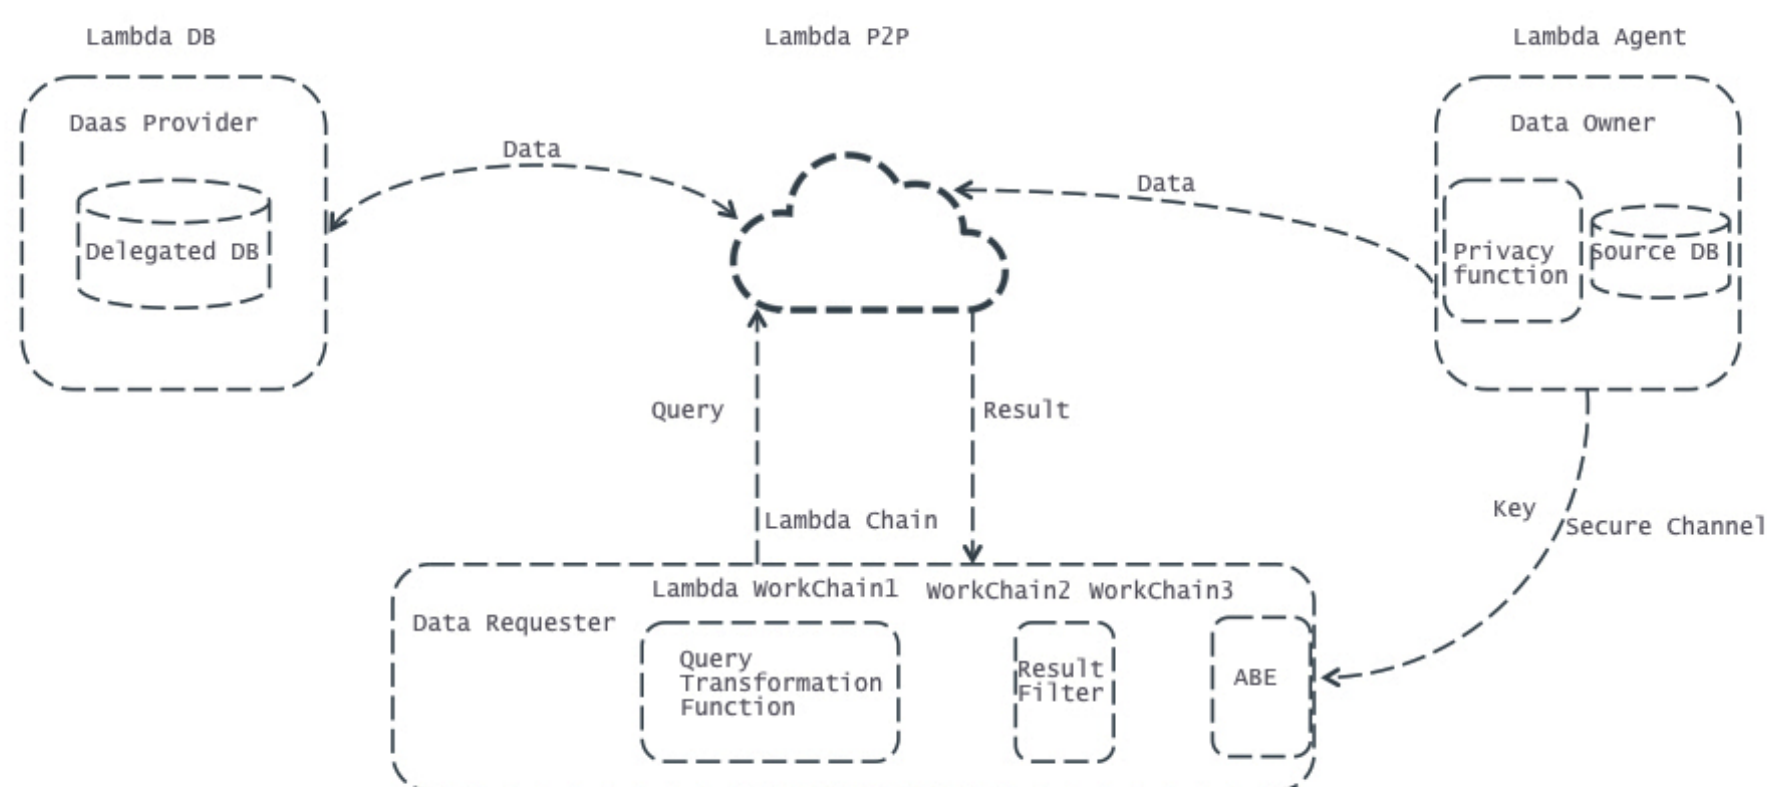 Lambda DB
Lambda P2P
Lambda Agent
Daas Provider
Data Owner
Data
Data
Delegated DB
Privacy
function
Source DB
Query
Result
Key
Secure Channel
Lambda Chain
Lambda WorkChain1
WorkChain2
WorkChain3
Data Requester
Query
Transformation
Function
Result
Filter
ABE